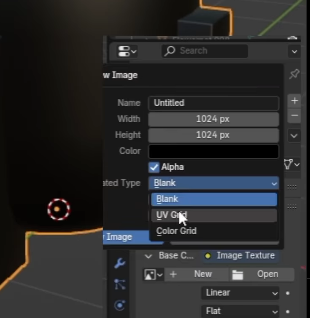 Search
w Image
Name Untitled
Width 1024 px
Height 1024 px
Color
Alpha
ated Type Blank
Blank
UV Grid
Color Grid
Image
Base C... Image Texture
New Open
Linear
Flat